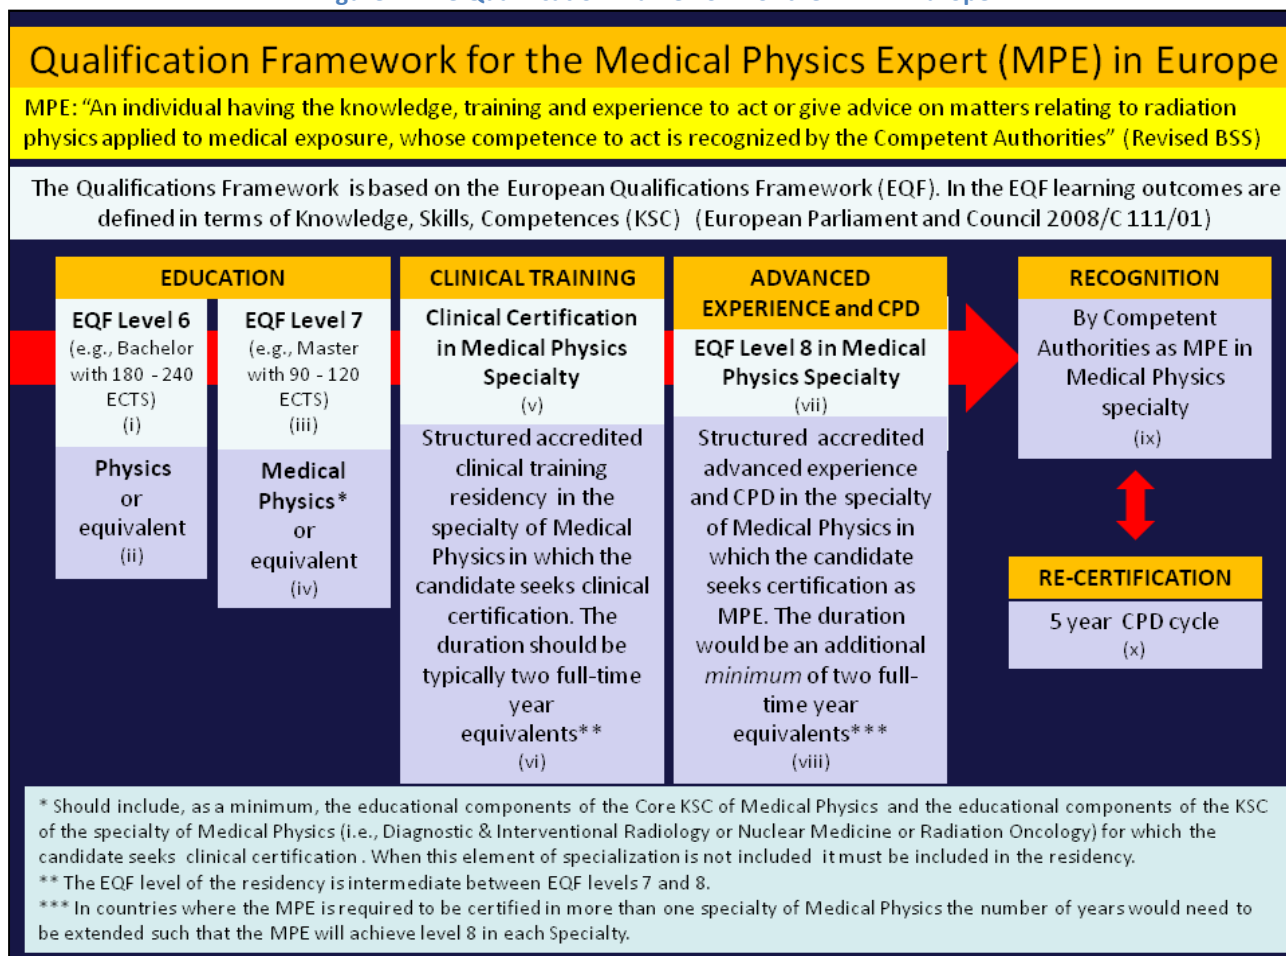 Qualification Framework for the Medical Physics Expert (MPE) in Europe
MPE: “An individual having the knowledge, training and experience to act or give advice on matters relating to radiation
physics applied to medical exposure, whose competence to act is recognized by the Competent Authorities” (Revised BSS)
The Qualifications Framework is based on the European Qualifications Framework (EQF). In the EQF learning outcomes are
defined in terms of Knowledge, Skills, Competences (KSC) (European Parliament and Council 2008/C 111/01)
EDUCATION
EQF Level 6
(e.g., Bachelor
with 180 - 240
ECTS)
(i)
Physics
or
equivalent
(ii)
EQF Level 7
(e.g., Master
with 90 - 120
ECTS)
(iii)
Medical
Physics*
or
equivalent
(iv)
CLINICAL TRAINING
Clinical Certification
in Medical Physics
Specialty
(v)
Structured accredited
clinical training
residency in the
specialty of Medical
Physics in which the
candidate seeks clinical
certification. The
duration should be
typically two full-time
year
equivalents**
(vi)
ADVANCED
EXPERIENCE and CPD
EQF Level 8 in Medical
Physics Specialty
(vii)
Structured accredited
advanced experience
and CPD in the specialty
of Medical Physics in
which the candidate
seeks certification as
MPE. The duration
would be an additional
minimum of two full-
time year
equivalents***
(viii)
RECOGNITION
By Competent
Authorities as MPE in
Medical Physics
specialty
(ix)
RE-CERTIFICATION
5 year CPD cycle
(x)
* Should include, as a minimum, the educational components of the Core KSC of Medical Physics and the educational components of the KSC
of the specialty of Medical Physics (i.e., Diagnostic & Interventional Radiology or Nuclear Medicine or Radiation Oncology) for which the
candidate seeks clinical certification . When this element of specialization is not included it must be included in the residency.
** The EQF level of the residency is intermediate between EQF levels 7 and 8.
*** In countries where the MPE is required to be certified in more than one specialty of Medical Physics the number of years would need to
be extended such that the MPE will achieve level 8 in each Specialty.